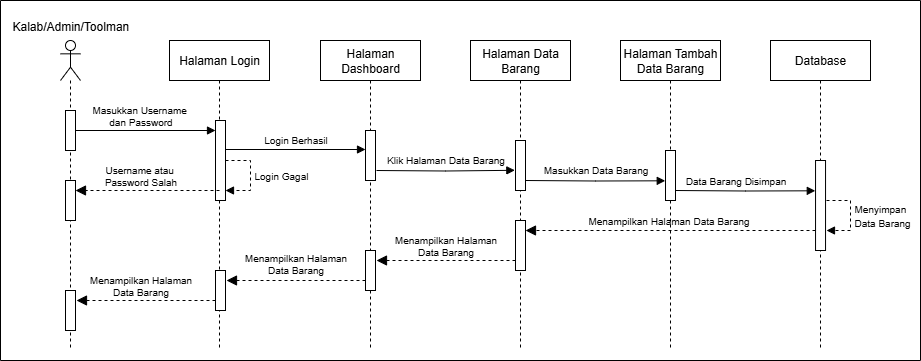 Kalab/Admin/Toolman
Halaman Login
Halaman
Dashboard
Halaman Data
Barang
Halaman Tambah
Data Barang
Database
Masukkan Username
dan Password
Login Berhasil
Klik Halaman Data Barang
Masukkan Data Barang
Data Barang Disimpan
Username atau
Password Salah
Login Gagal
Menyimpan
Data Barang
Menampilkan Halaman Data Barang
Menampilkan Halaman
Data Barang
Menampilkan Halaman
Data Barang
Menampilkan Halaman
Data Barang